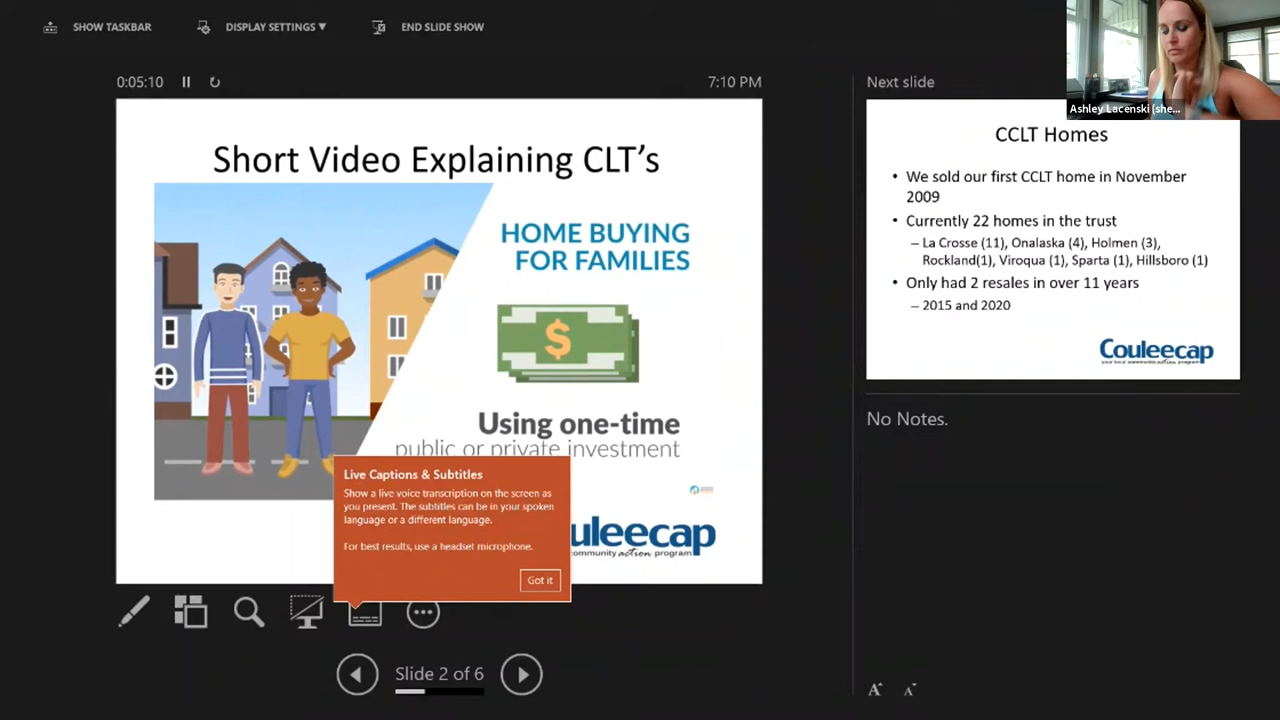 SHOW TASKBAR
DISPLAY SETTINGS ▼
END SLIDE SHOW
Ashley Lacenski (she...
0:05:10
7:10 PM
Short Video Explaining CLT's
HOME BUYING
FOR FAMILIES
$
Using one-time
public or private investment
Live Captions & Subtitles
Show a live voice transcription on the screen as
you present. The subtitles can be in your spoken
language or a different language.
For best results, use a headset microphone.
Got it
uleecap
ommunity action program
Slide 2 of 6
Next slide
CCLT Homes
• We sold our first CCLT home in November
2009
• Currently 22 homes in the trust
– La Crosse (11), Onalaska (4), Holmen (3),
Rockland(1), Viroqua (1), Sparta (1), Hillsboro (1)
• Only had 2 resales in over 11 years
– 2015 and 2020
Couleecap
your local community action program
No Notes.
A A